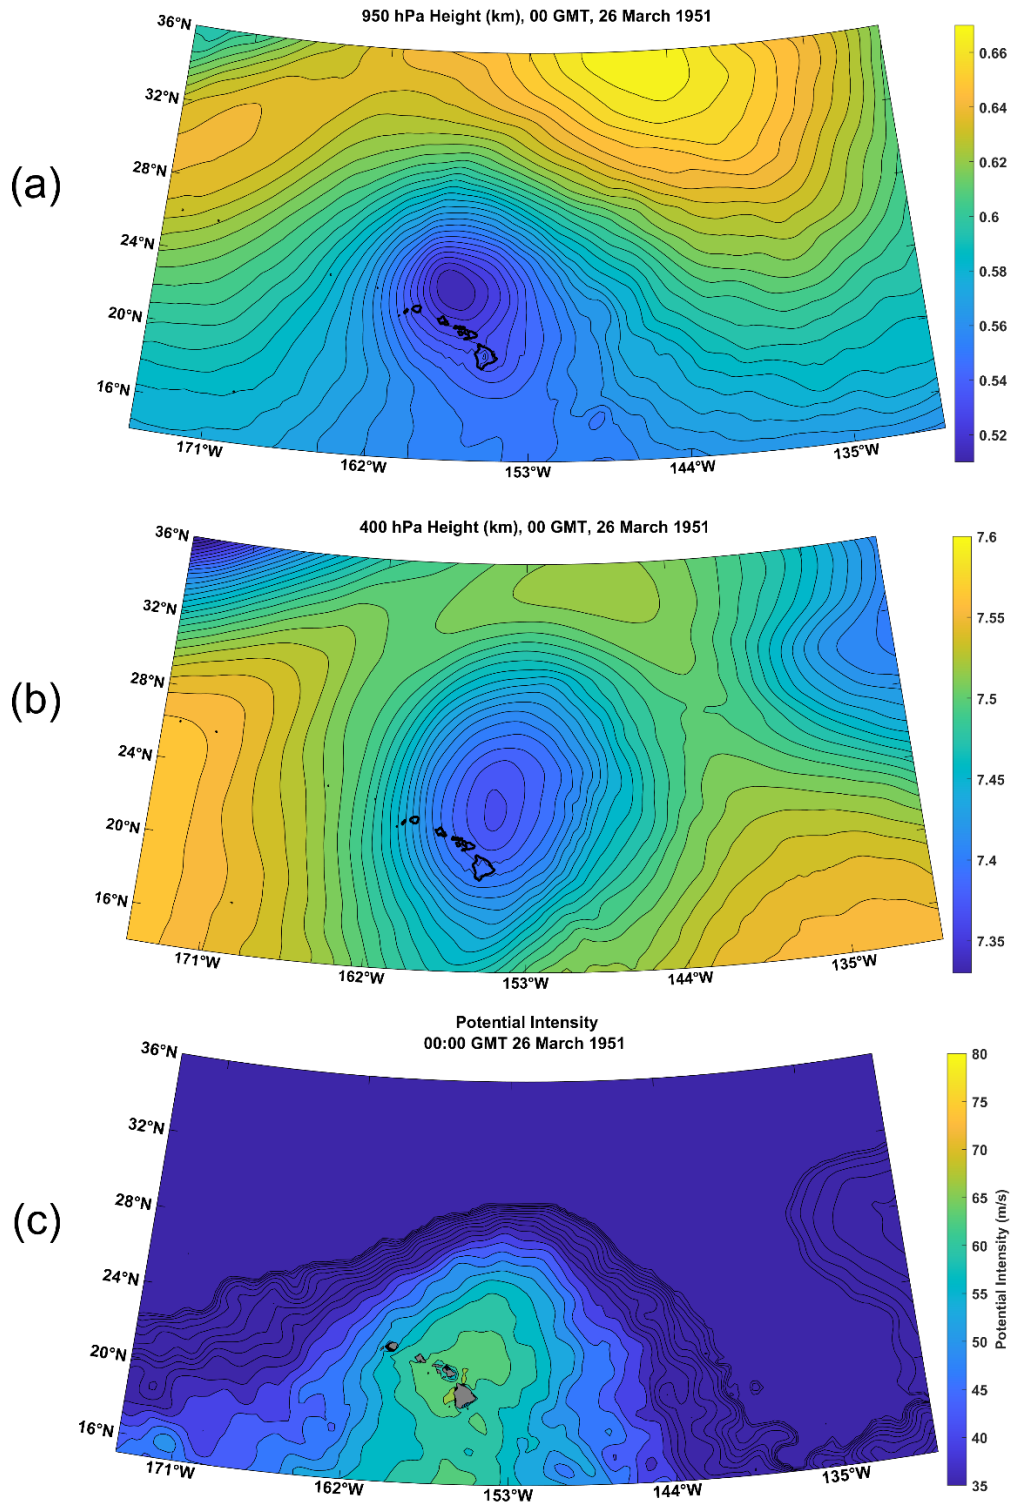 950 hPa Height (km), 00 GMT, 26 March 1951
(a)
36°N
32°N
28°N
24°N
20°N
16°N
171°W
162°W
153°W
144°W
135°W
0.66
0.64
0.62
0.6
0.58
0.56
0.54
0.52
400 hPa Height (km), 00 GMT, 26 March 1951
(b)
36°N
32°N
28°N
24°N
20°N
16°N
171°W
162°W
153°W
144°W
135°W
7.6
7.55
7.5
7.45
7.4
7.35
Potential Intensity
00:00 GMT 26 March 1951
(c)
36°N
32°N
28°N
24°N
20°N
16°N
171°W
162°W
153°W
144°W
135°W
80
75
70
65
60
55
50
45
40
35
Potential Intensity (m/s)